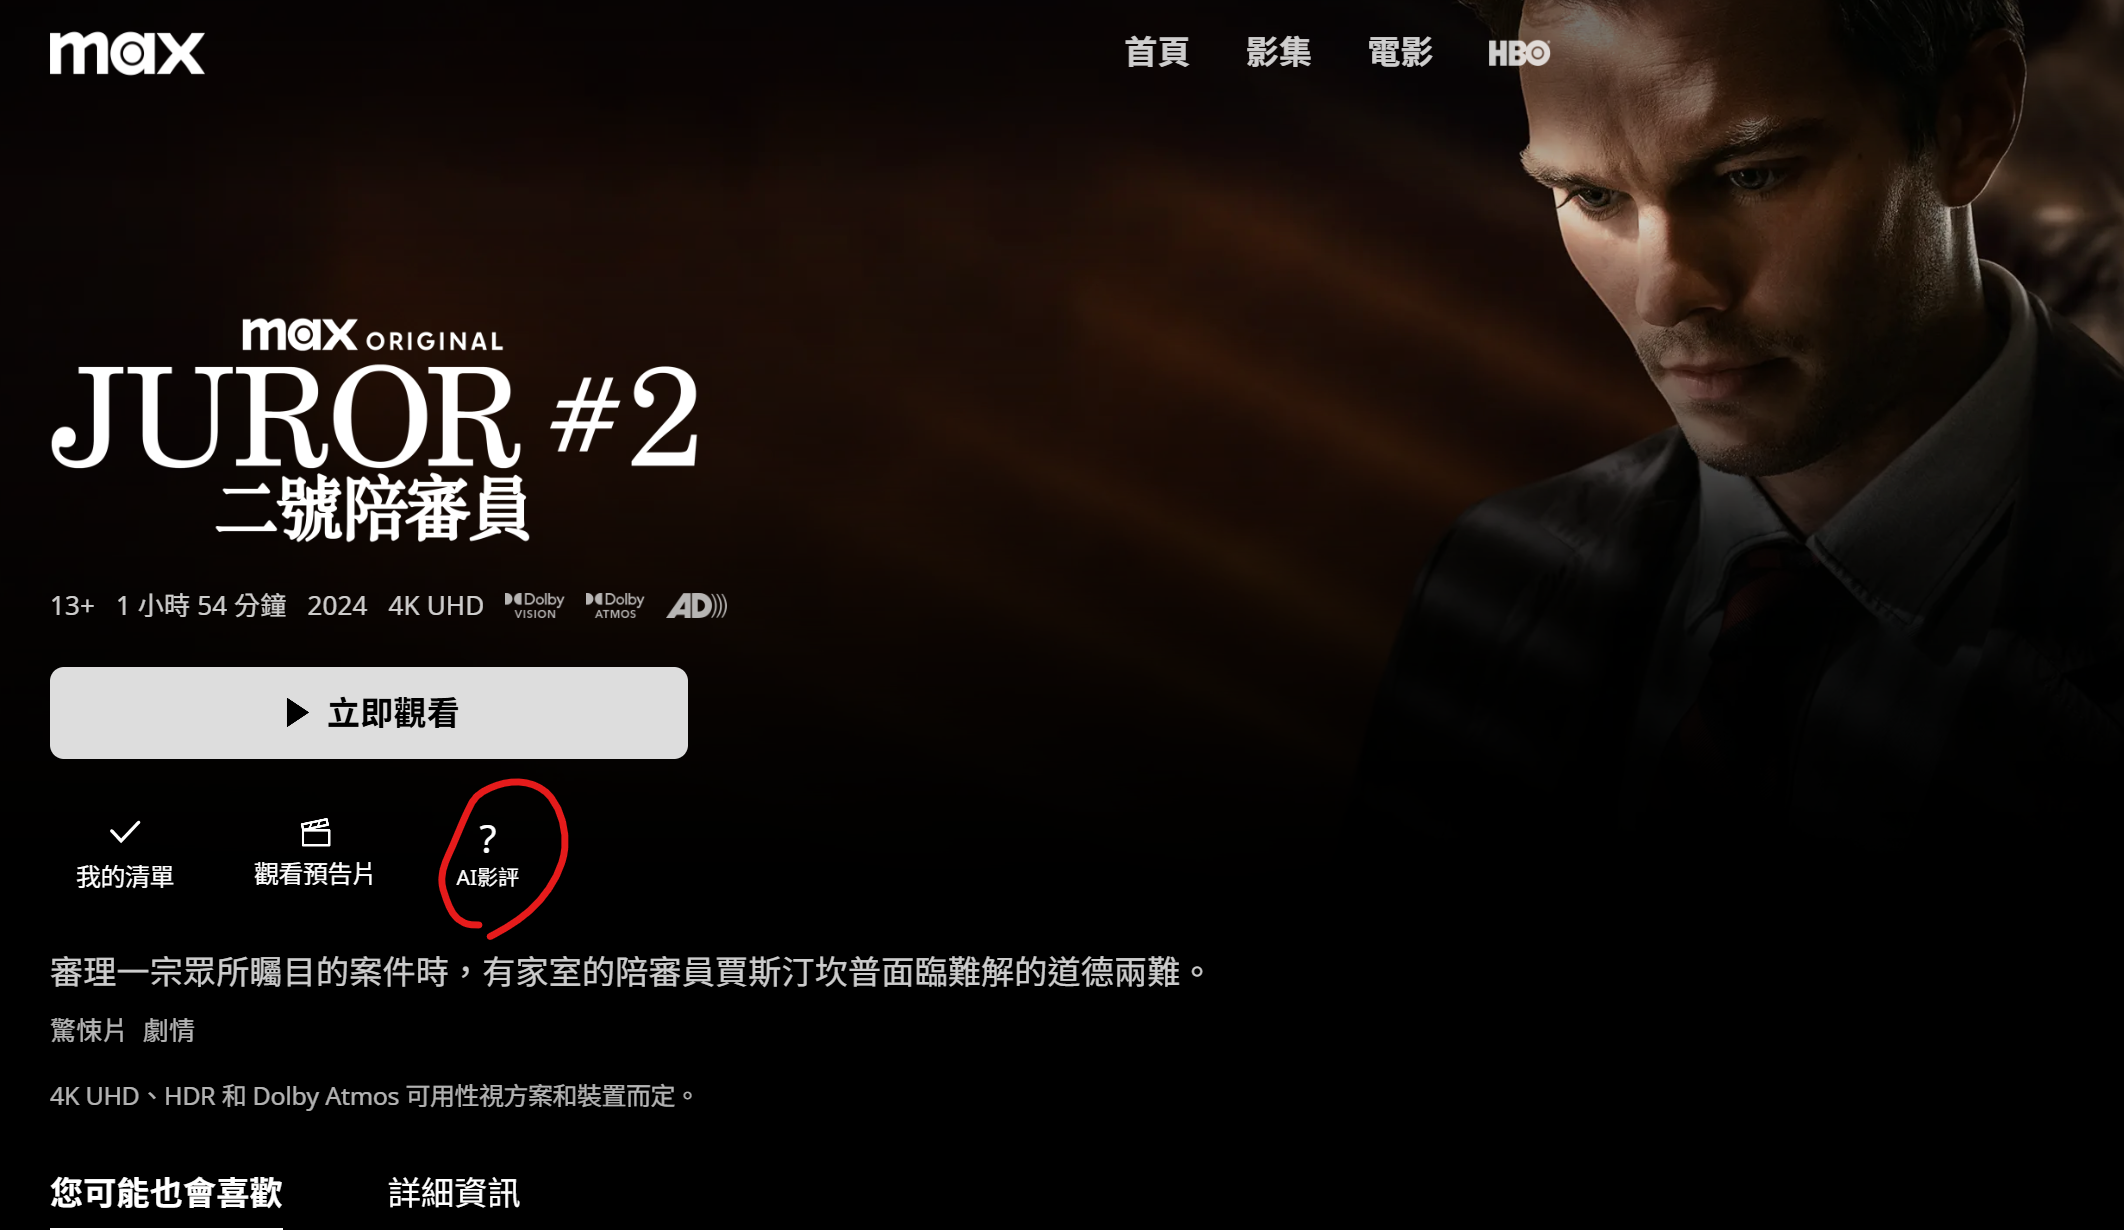 max
首頁 影集 電影 HBO
max ORIGINAL
JUROR #2
二號陪審員
13+ 1 小時 54 分鐘 2024 4K UHD Dolby VISION Dolby ATMOS AD)))
立即觀看
我的清單 觀看預告片 ? AI影評
審理一宗眾所矚目的案件時，有家室的陪審員賈斯汀坎普面臨難解的道德兩難。
驚悚片 劇情
4K UHD、HDR 和 Dolby Atmos 可用性視方案和裝置而定。
您可能也會喜歡 詳細資訊